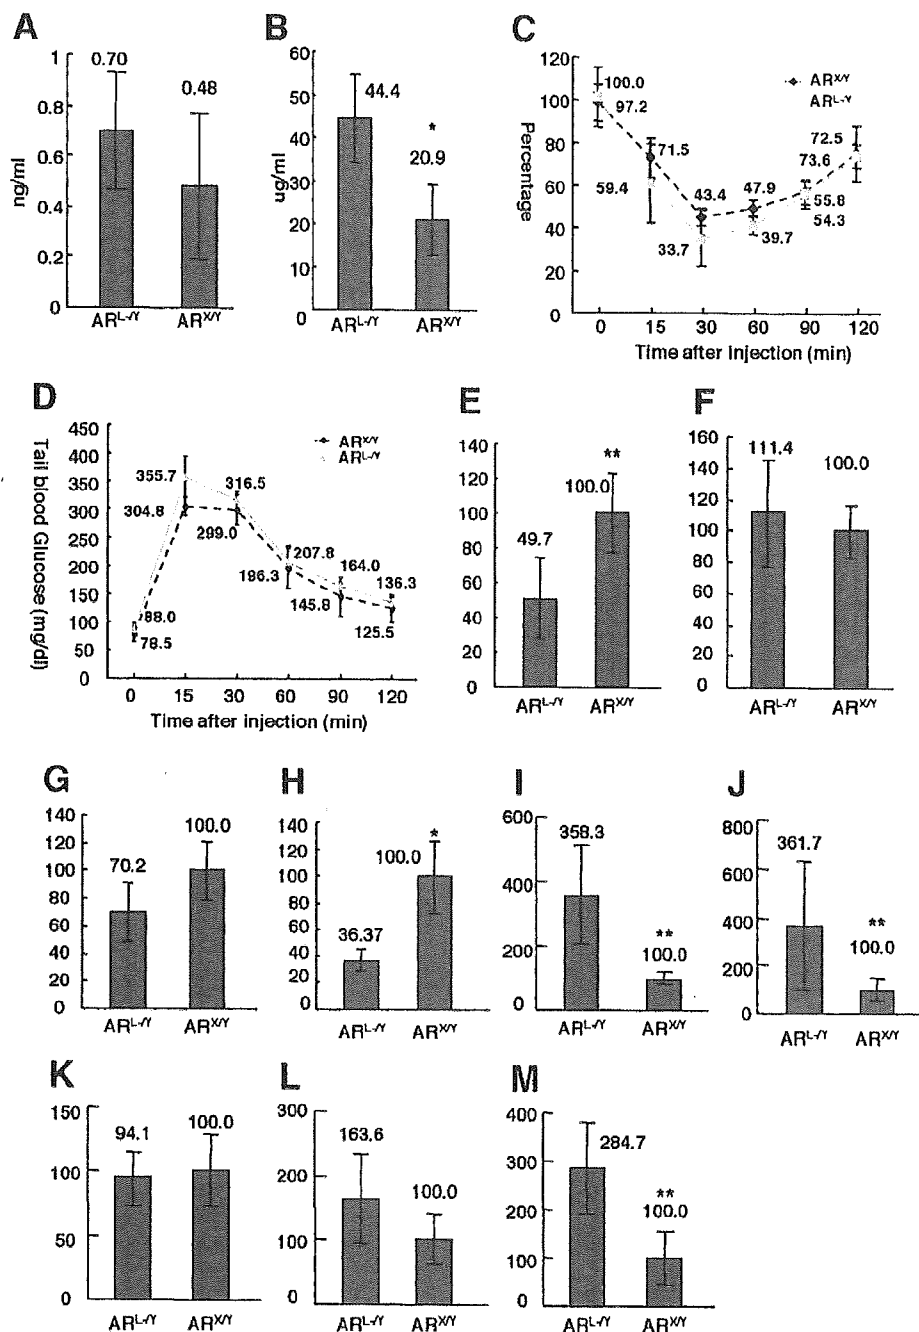 A
1
0.8
0.6
0.4
0.2
0
ng/ml
0.70
0.48
AR^L-/Y
AR^X/Y
B
60
50
40
30
20
10
0
ug/ml
44.4
*
20.9
AR^L-/Y
AR^X/Y
C
120
100
80
60
40
20
0
Percentage
AR^X/Y
AR^L-/Y
100.0
97.2
71.5
59.4
43.4
33.7
47.9
39.7
55.8
54.3
72.5
73.6
0 15 30 60 90 120
Time after injection (min)
D
450
400
350
300
250
200
150
100
50
0
Tail blood Glucose (mg/dl)
AR^X/Y
AR^L-/Y
355.7
304.8
316.5
299.0
207.8
196.3
164.0
145.8
136.3
125.5
88.0
78.5
0 15 30 60 90 120
Time after injection (min)
E
140
120
100
80
60
40
20
0
49.7
**
100.0
AR^L-/Y
AR^X/Y
F
160
140
120
100
80
60
40
20
0
111.4
100.0
AR^L-/Y
AR^X/Y
G
140
120
100
80
60
40
20
0
70.2
100.0
AR^L-/Y
AR^X/Y
H
140
120
100
80
60
40
20
0
36.37
*
100.0
AR^L-/Y
AR^X/Y
I
600
400
200
0
358.3
**
100.0
AR^L-/Y
AR^X/Y
J
800
600
400
200
0
361.7
**
100.0
AR^L-/Y
AR^X/Y
K
150
100
50
0
94.1
100.0
AR^L-/Y
AR^X/Y
L
300
200
100
0
163.6
100.0
AR^L-/Y
AR^X/Y
M
400
300
200
100
0
284.7
**
100.0
AR^L-/Y
AR^X/Y